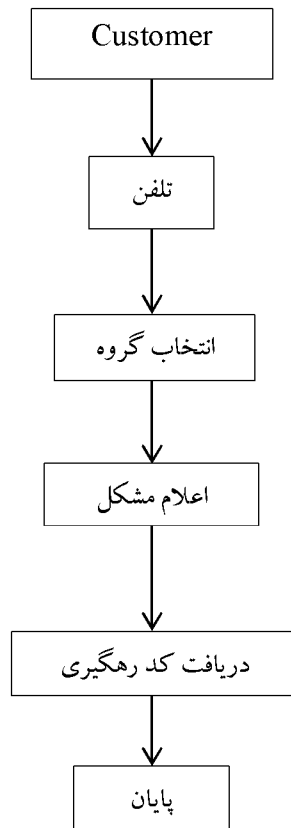 Customer
تلفن
انتخاب گروه
اعلام مشکل
دریافت کد رهگیری
پایان